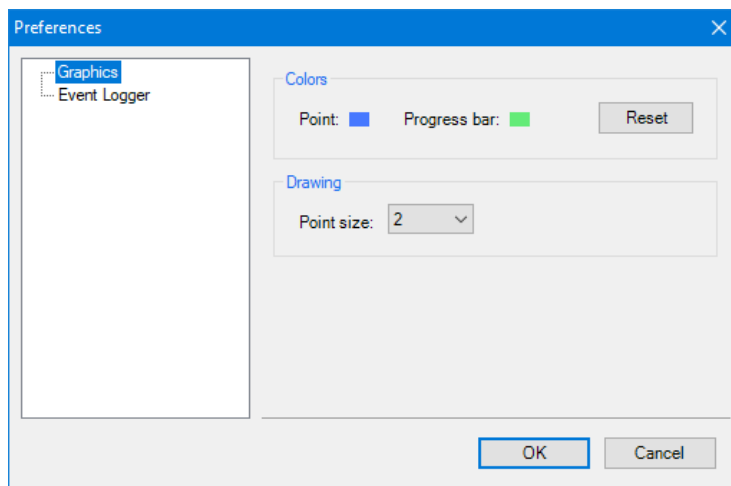 Preferences
Graphics
Event Logger
Colors
Point: Progress bar: Reset
Drawing
Point size: 2
OK Cancel